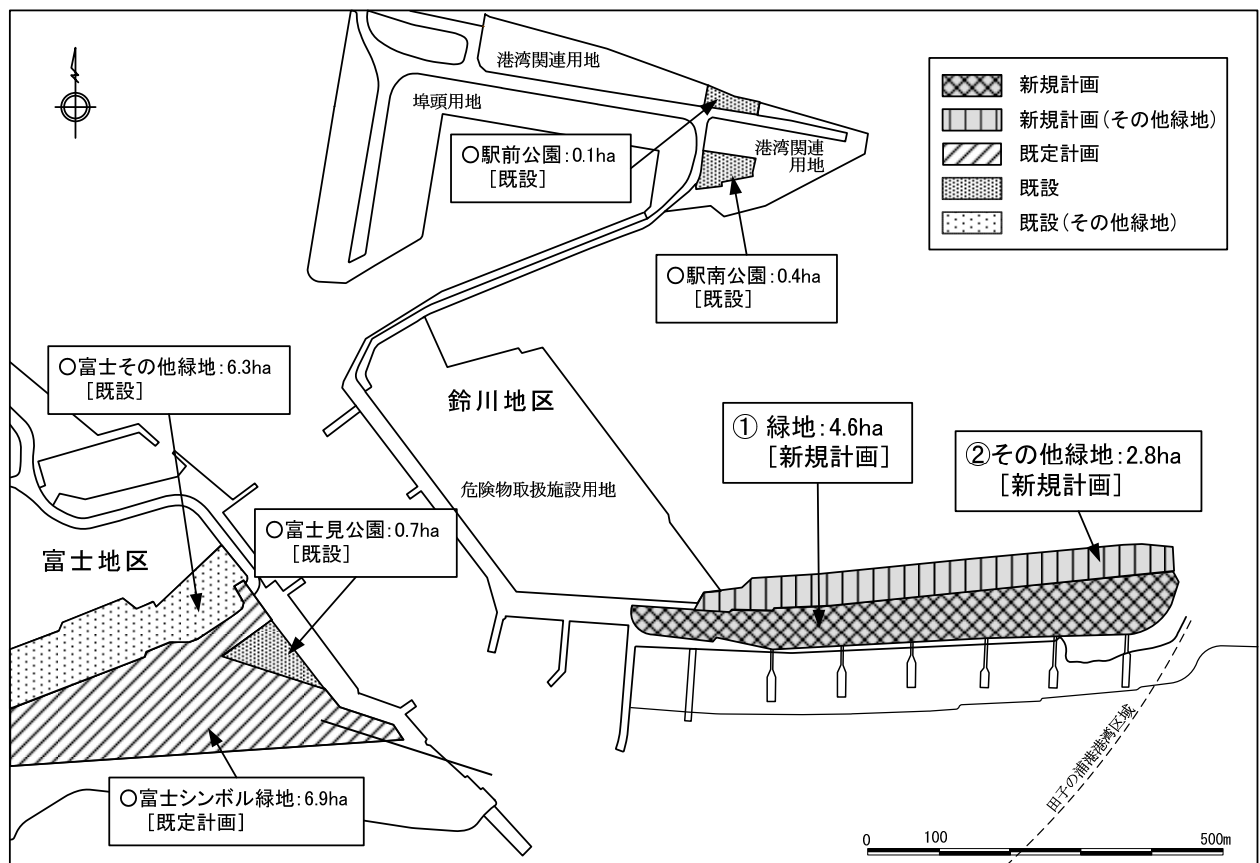 港湾関連用地
埠頭用地
○駅前公園:0.1ha
[既設]
港湾関連
用地
○駅南公園:0.4ha
[既設]
新規計画
新規計画(その他緑地)
既定計画
既設
既設(その他緑地)
○富士その他緑地:6.3ha
[既設]
鈴川地区
① 緑地:4.6ha
[新規計画]
②その他緑地:2.8ha
[新規計画]
危険物取扱施設用地
○富士見公園:0.7ha
[既設]
富士地区
○富士シンボル緑地:6.9ha
[既定計画]
田子の浦港港湾区域
0 100 500m